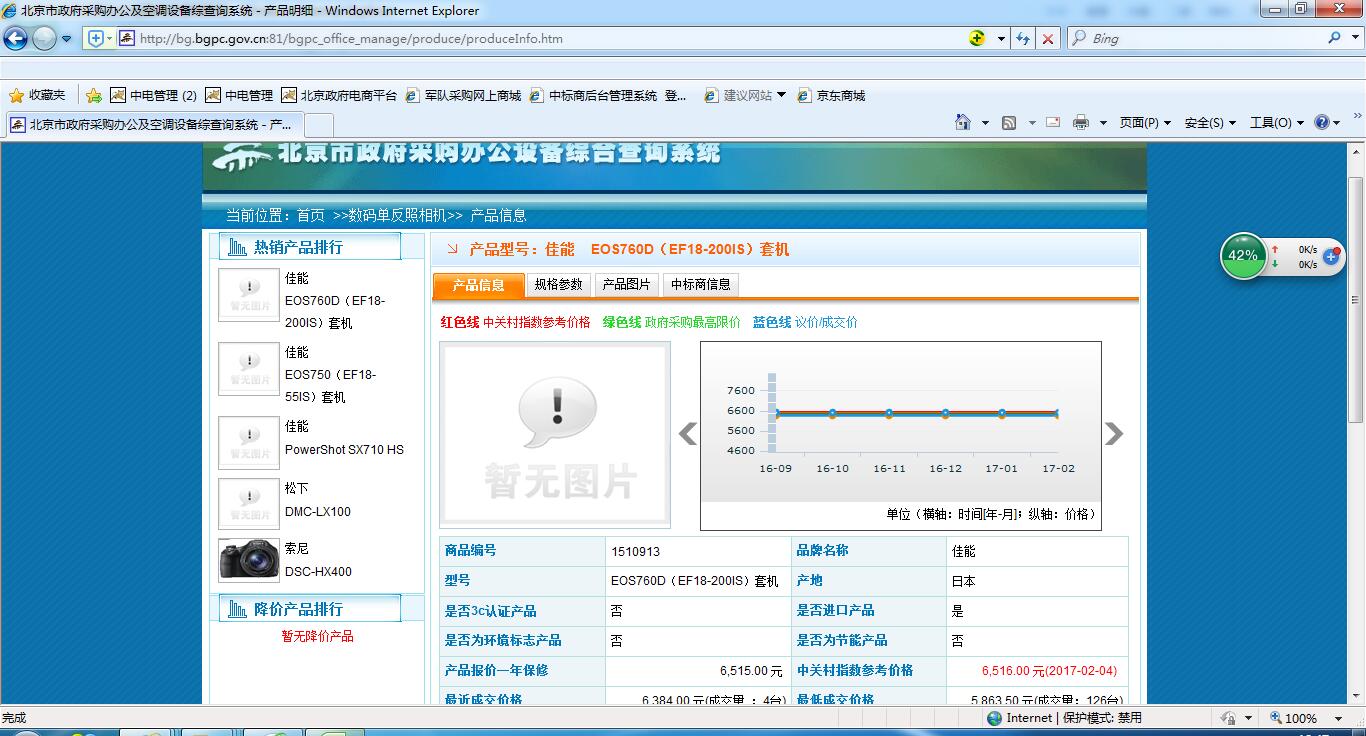 北京市政府采购办公及空调设备综查询系统 - 产品明细 - Windows Internet Explorer
http://bg.bgpc.gov.cn:81/bgpc_office_manage/produce/produceInfo.htm
Bing
收藏夹 中电管理 (2) 中电管理 北京政府电商平台 军队采购网上商城 中标商后台管理系统 登... 建议网站 京东商城
北京市政府采购办公及空调设备综查询系统 - 产...
页面(P) 安全(S) 工具(O)
北京市政府采购办公设备综合查询系统
当前位置：首页 >>数码单反照相机>> 产品信息
热销产品排行
佳能
EOS760D（EF18-
200IS）套机
暂无图片
佳能
EOS750（EF18-
55IS）套机
暂无图片
佳能
PowerShot SX710 HS
暂无图片
松下
DMC-LX100
暂无图片
索尼
DSC-HX400
降价产品排行
暂无降价产品
产品型号：佳能 EOS760D（EF18-200IS）套机
产品信息 规格参数 产品图片 中标商信息
红色线 中关村指数参考价格 绿色线 政府采购最高限价 蓝色线 议价/成交价
暂无图片
7600
6600
5600
4600
16-09 16-10 16-11 16-12 17-01 17-02
单位（横轴：时间[年-月]；纵轴：价格）
商品编号 1510913 品牌名称 佳能
型号 EOS760D（EF18-200IS）套机 产地 日本
是否3c认证产品 否 是否进口产品 是
是否为环境标志产品 否 是否为节能产品 否
产品报价一年保修 6,515.00 元 中关村指数参考价格 6,516.00 元(2017-02-04)
最近成交价格 6,384.00 元(成交量 ：4台) 最低成交价格 5,863.50 元(成交量：126台)
42%
0K/s
0K/s
完成
Internet | 保护模式: 禁用
100%